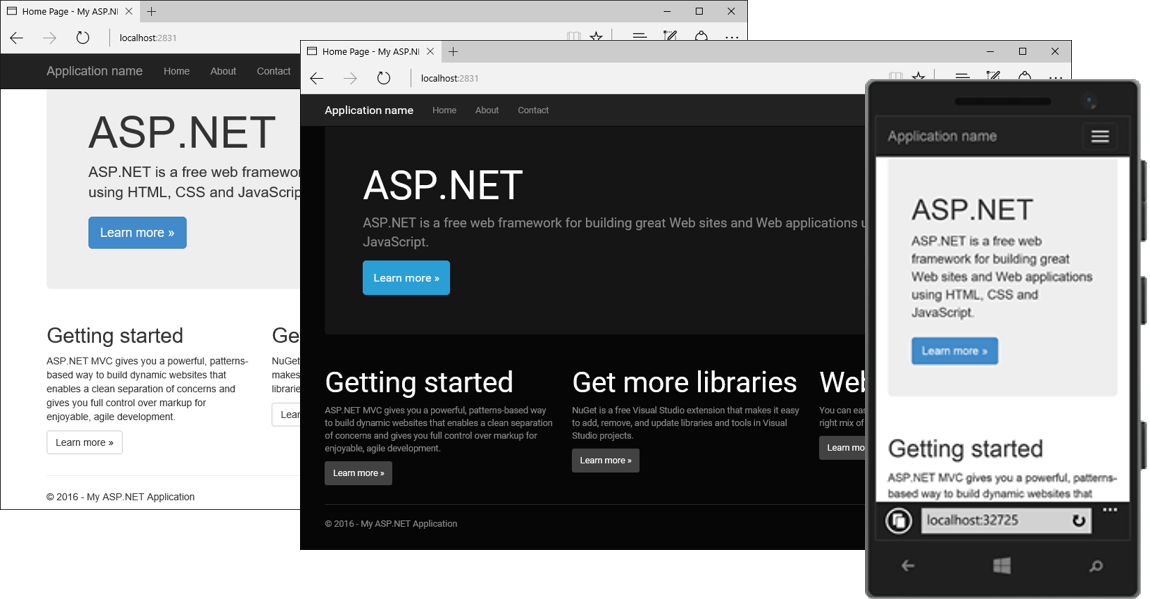 Home Page - My ASP.N
localhost:2831
Application name Home About Contact
ASP.NET
ASP.NET is a free web
using HTML, CSS and JavaScrip
Learn more »
Getting started
ASP.NET MVC gives you a powerful, patterns-
based way to build dynamic websites that
enables a clean separation of concerns and
gives you full control over markup for
enjoyable, agile development.
Learn more »
Ge
NuGet
makes
librarie
Lear
© 2016 - My ASP.NET Application
Home Page - My ASP.N
localhost:2831
Application name Home About Contact
ASP.NET
ASP.NET is a free web framework for building great Web sites and Web applications u
JavaScript.
Learn more »
Getting started
ASP.NET MVC gives you a powerful, patterns-based way
to build dynamic websites that enables a clean separation
of concerns and gives you full control over markup for
enjoyable, agile development.
Learn more »
Get more libraries
NuGet is a free Visual Studio extension that makes it easy
to add, remove, and update libraries and tools in Visual
Studio projects.
Learn more »
Web
You can eas
right mix of
Learn mo
© 2016 - My ASP.NET Application
Application name
ASP.NET
ASP.NET is a free web
framework for building great
Web sites and Web applications
using HTML, CSS and
JavaScript.
Learn more »
Getting started
ASP.NET MVC gives you a powerful, patterns-
based way to build dynamic websites that
localhost:32725